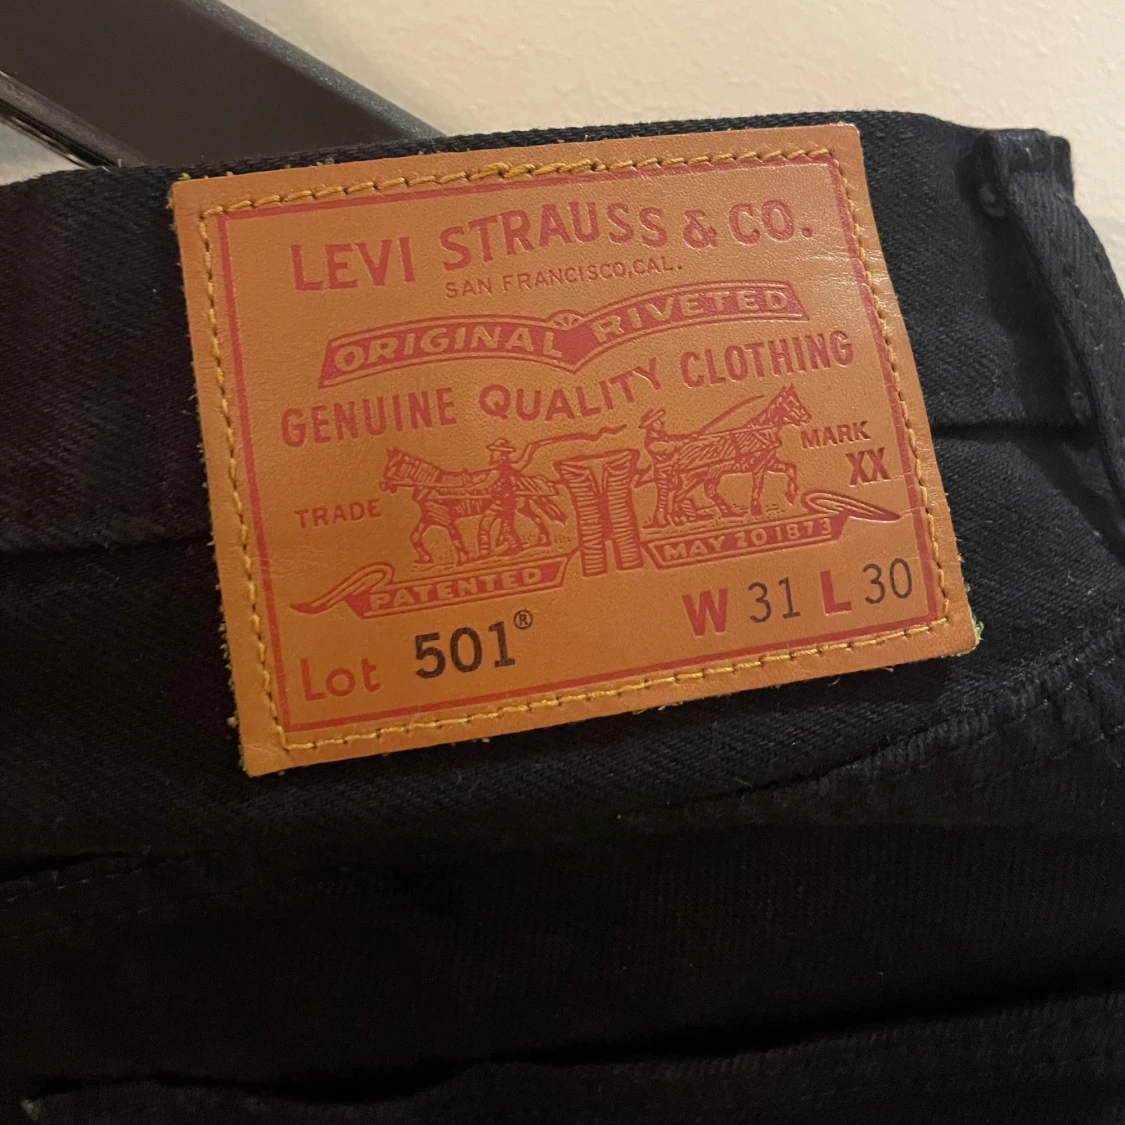 LEVI STRAUSS & CO.
SAN FRANCISCO, CAL.
ORIGINAL RIVETED
GENUINE QUALITY CLOTHING
TRADE MARK
XX
PATENTED MAY 20 1873
Lot 501® W 31 L 30